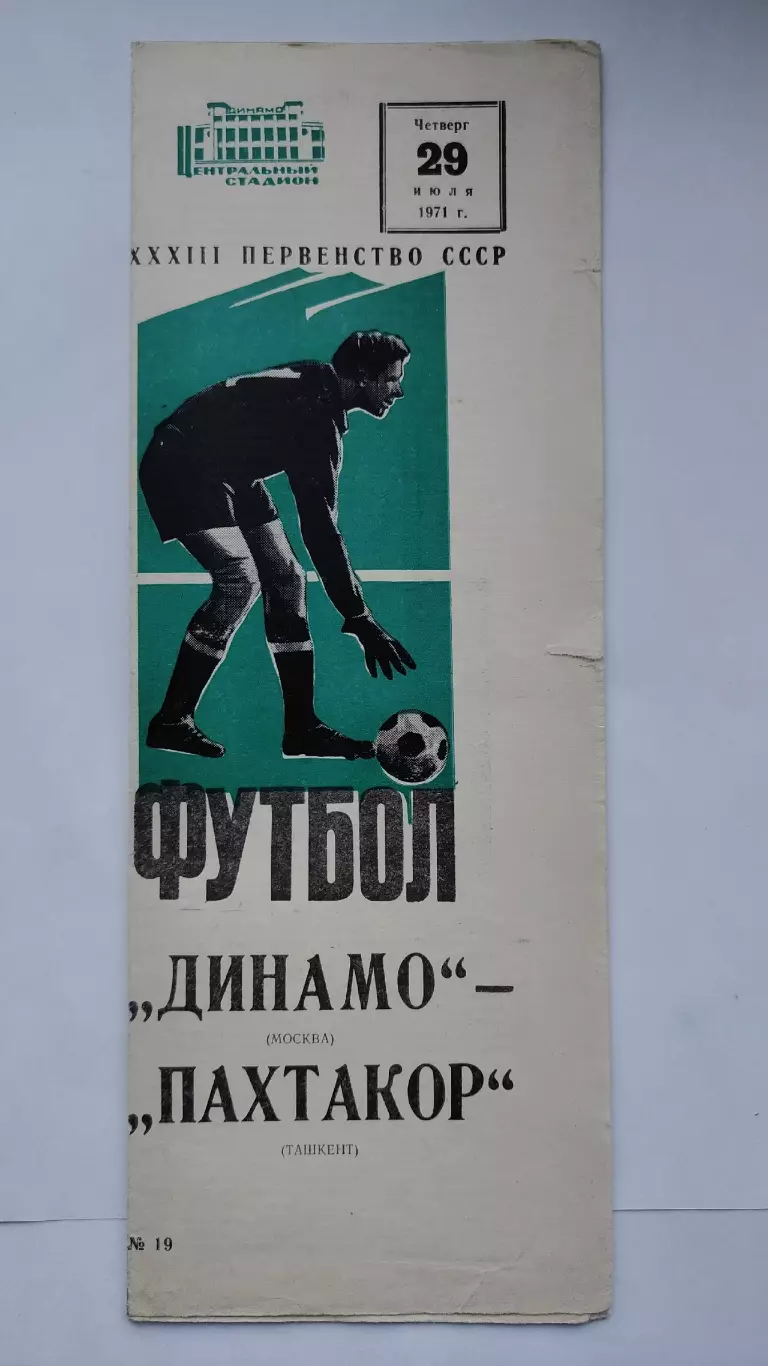 ДИНАМО
ЦЕНТРАЛЬНЫЙ
СТАДИОН
Четверг
29
июля
1971 г.
XXXIII ПЕРВЕНСТВО СССР
ФУТБОЛ
„ДИНАМО“ –
(МОСКВА)
„ПАХТАКОР“
(ТАШКЕНТ)
№ 19